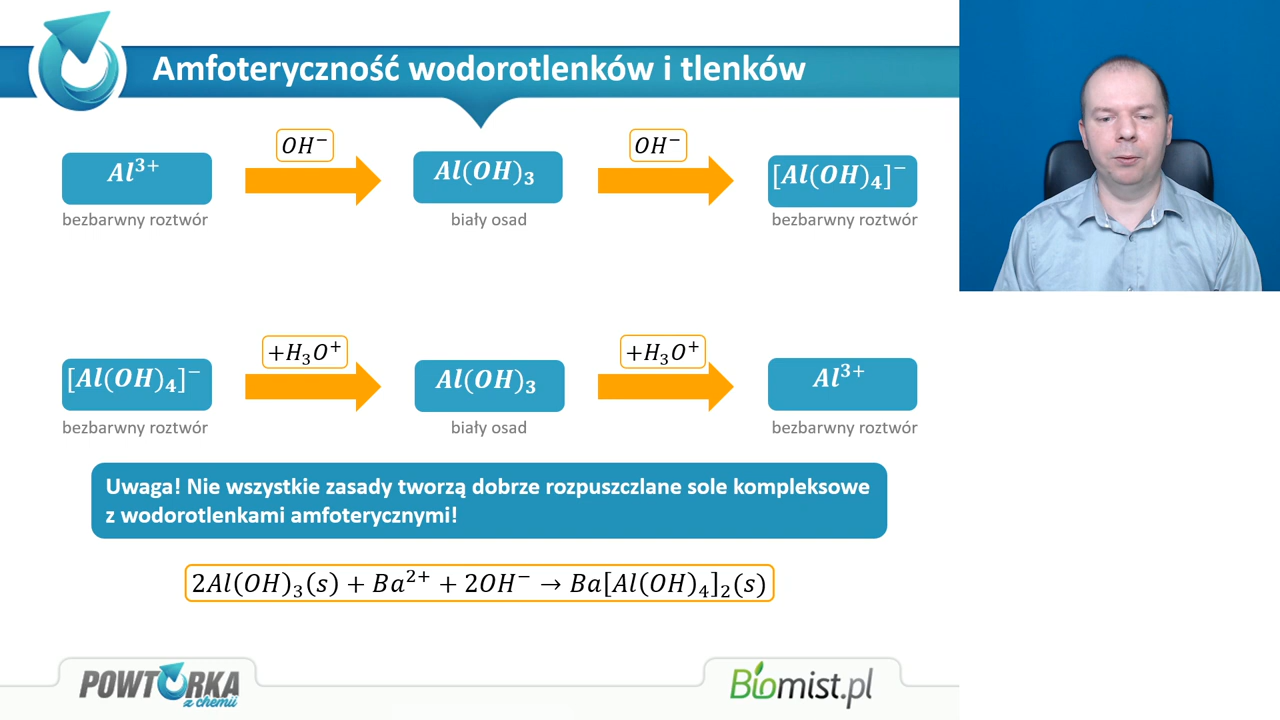 Amfoteryczność wodorotlenków i tlenków
OH⁻ OH⁻
Al³⁺ Al(OH)₃ [Al(OH)₄]⁻
bezbarwny roztwór biały osad bezbarwny roztwór
+H₃O⁺ +H₃O⁺
[Al(OH)₄]⁻ Al(OH)₃ Al³⁺
bezbarwny roztwór biały osad bezbarwny roztwór
Uwaga! Nie wszystkie zasady tworzą dobrze rozpuszczlane sole kompleksowe
z wodorotlenkami amfoterycznymi!
2Al(OH)₃(s) + Ba²⁺ + 2OH⁻ → Ba[Al(OH)₄]₂(s)
POWTÓRKA
z chemii
Biomist.pl